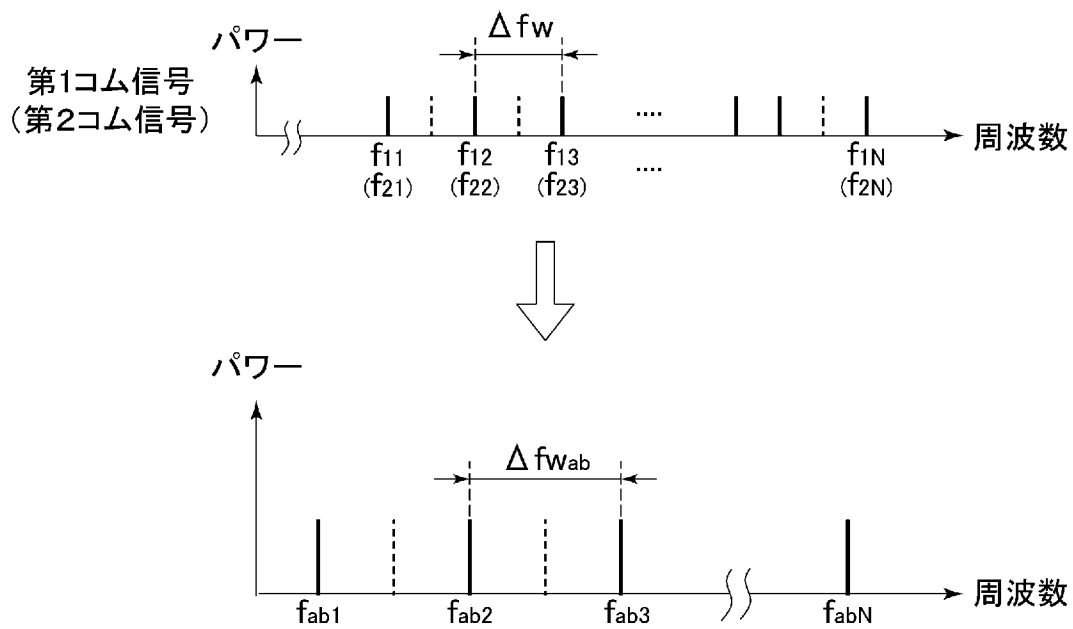 パワー
Δfw
第1コム信号
(第2コム信号)
....
周波数
f11 f12 f13 .... f1N
(f21) (f22) (f23) (f2N)
パワー
Δfwab
周波数
fab1 fab2 fab3 fabN